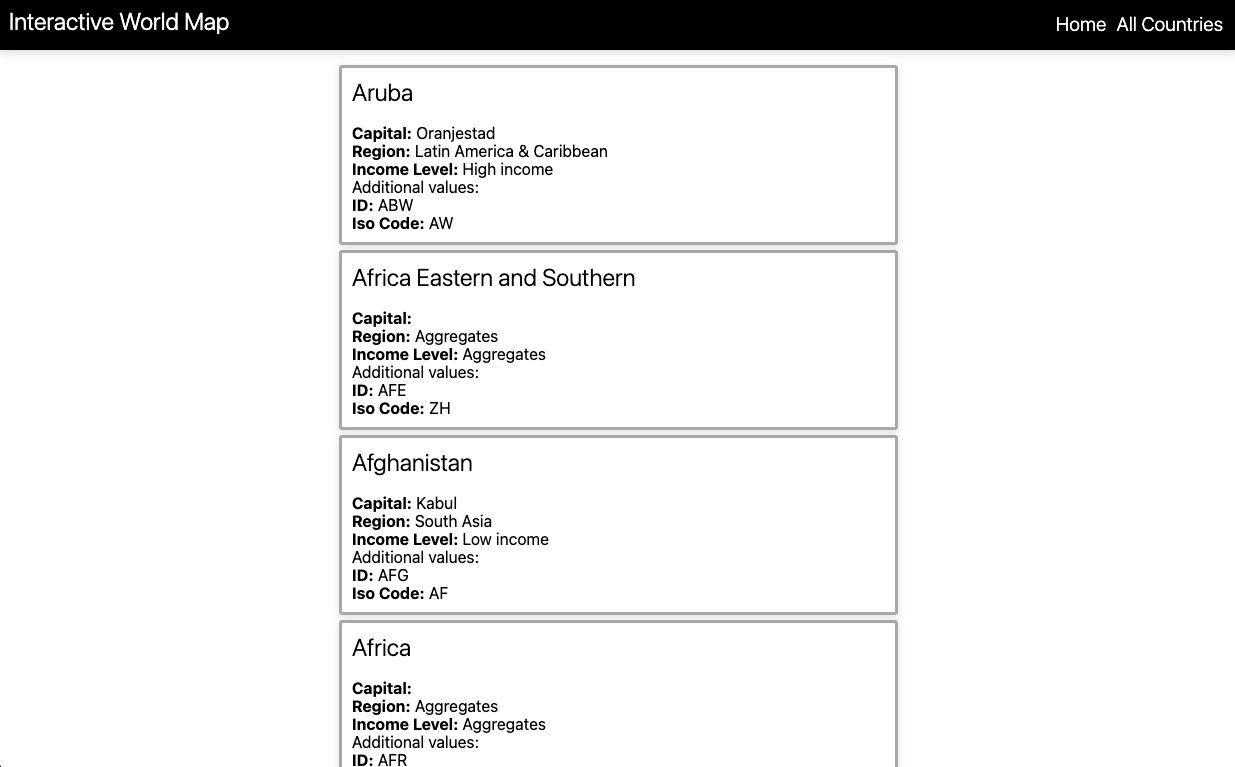 Interactive World Map
Home All Countries
Aruba
Capital: Oranjestad
Region: Latin America & Caribbean
Income Level: High income
Additional values:
ID: ABW
Iso Code: AW
Africa Eastern and Southern
Capital:
Region: Aggregates
Income Level: Aggregates
Additional values:
ID: AFE
Iso Code: ZH
Afghanistan
Capital: Kabul
Region: South Asia
Income Level: Low income
Additional values:
ID: AFG
Iso Code: AF
Africa
Capital:
Region: Aggregates
Income Level: Aggregates
Additional values:
ID: AFR